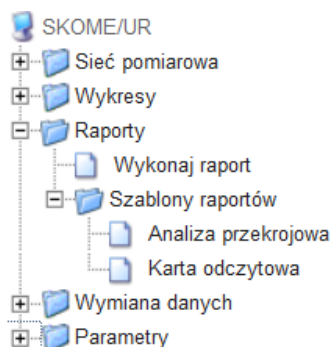 SKOME/UR
Sieć pomiarowa
Wykresy
Raporty
Wykonaj raport
Szablony raportów
Analiza przekrojowa
Karta odczytowa
Wymiana danych
Parametry